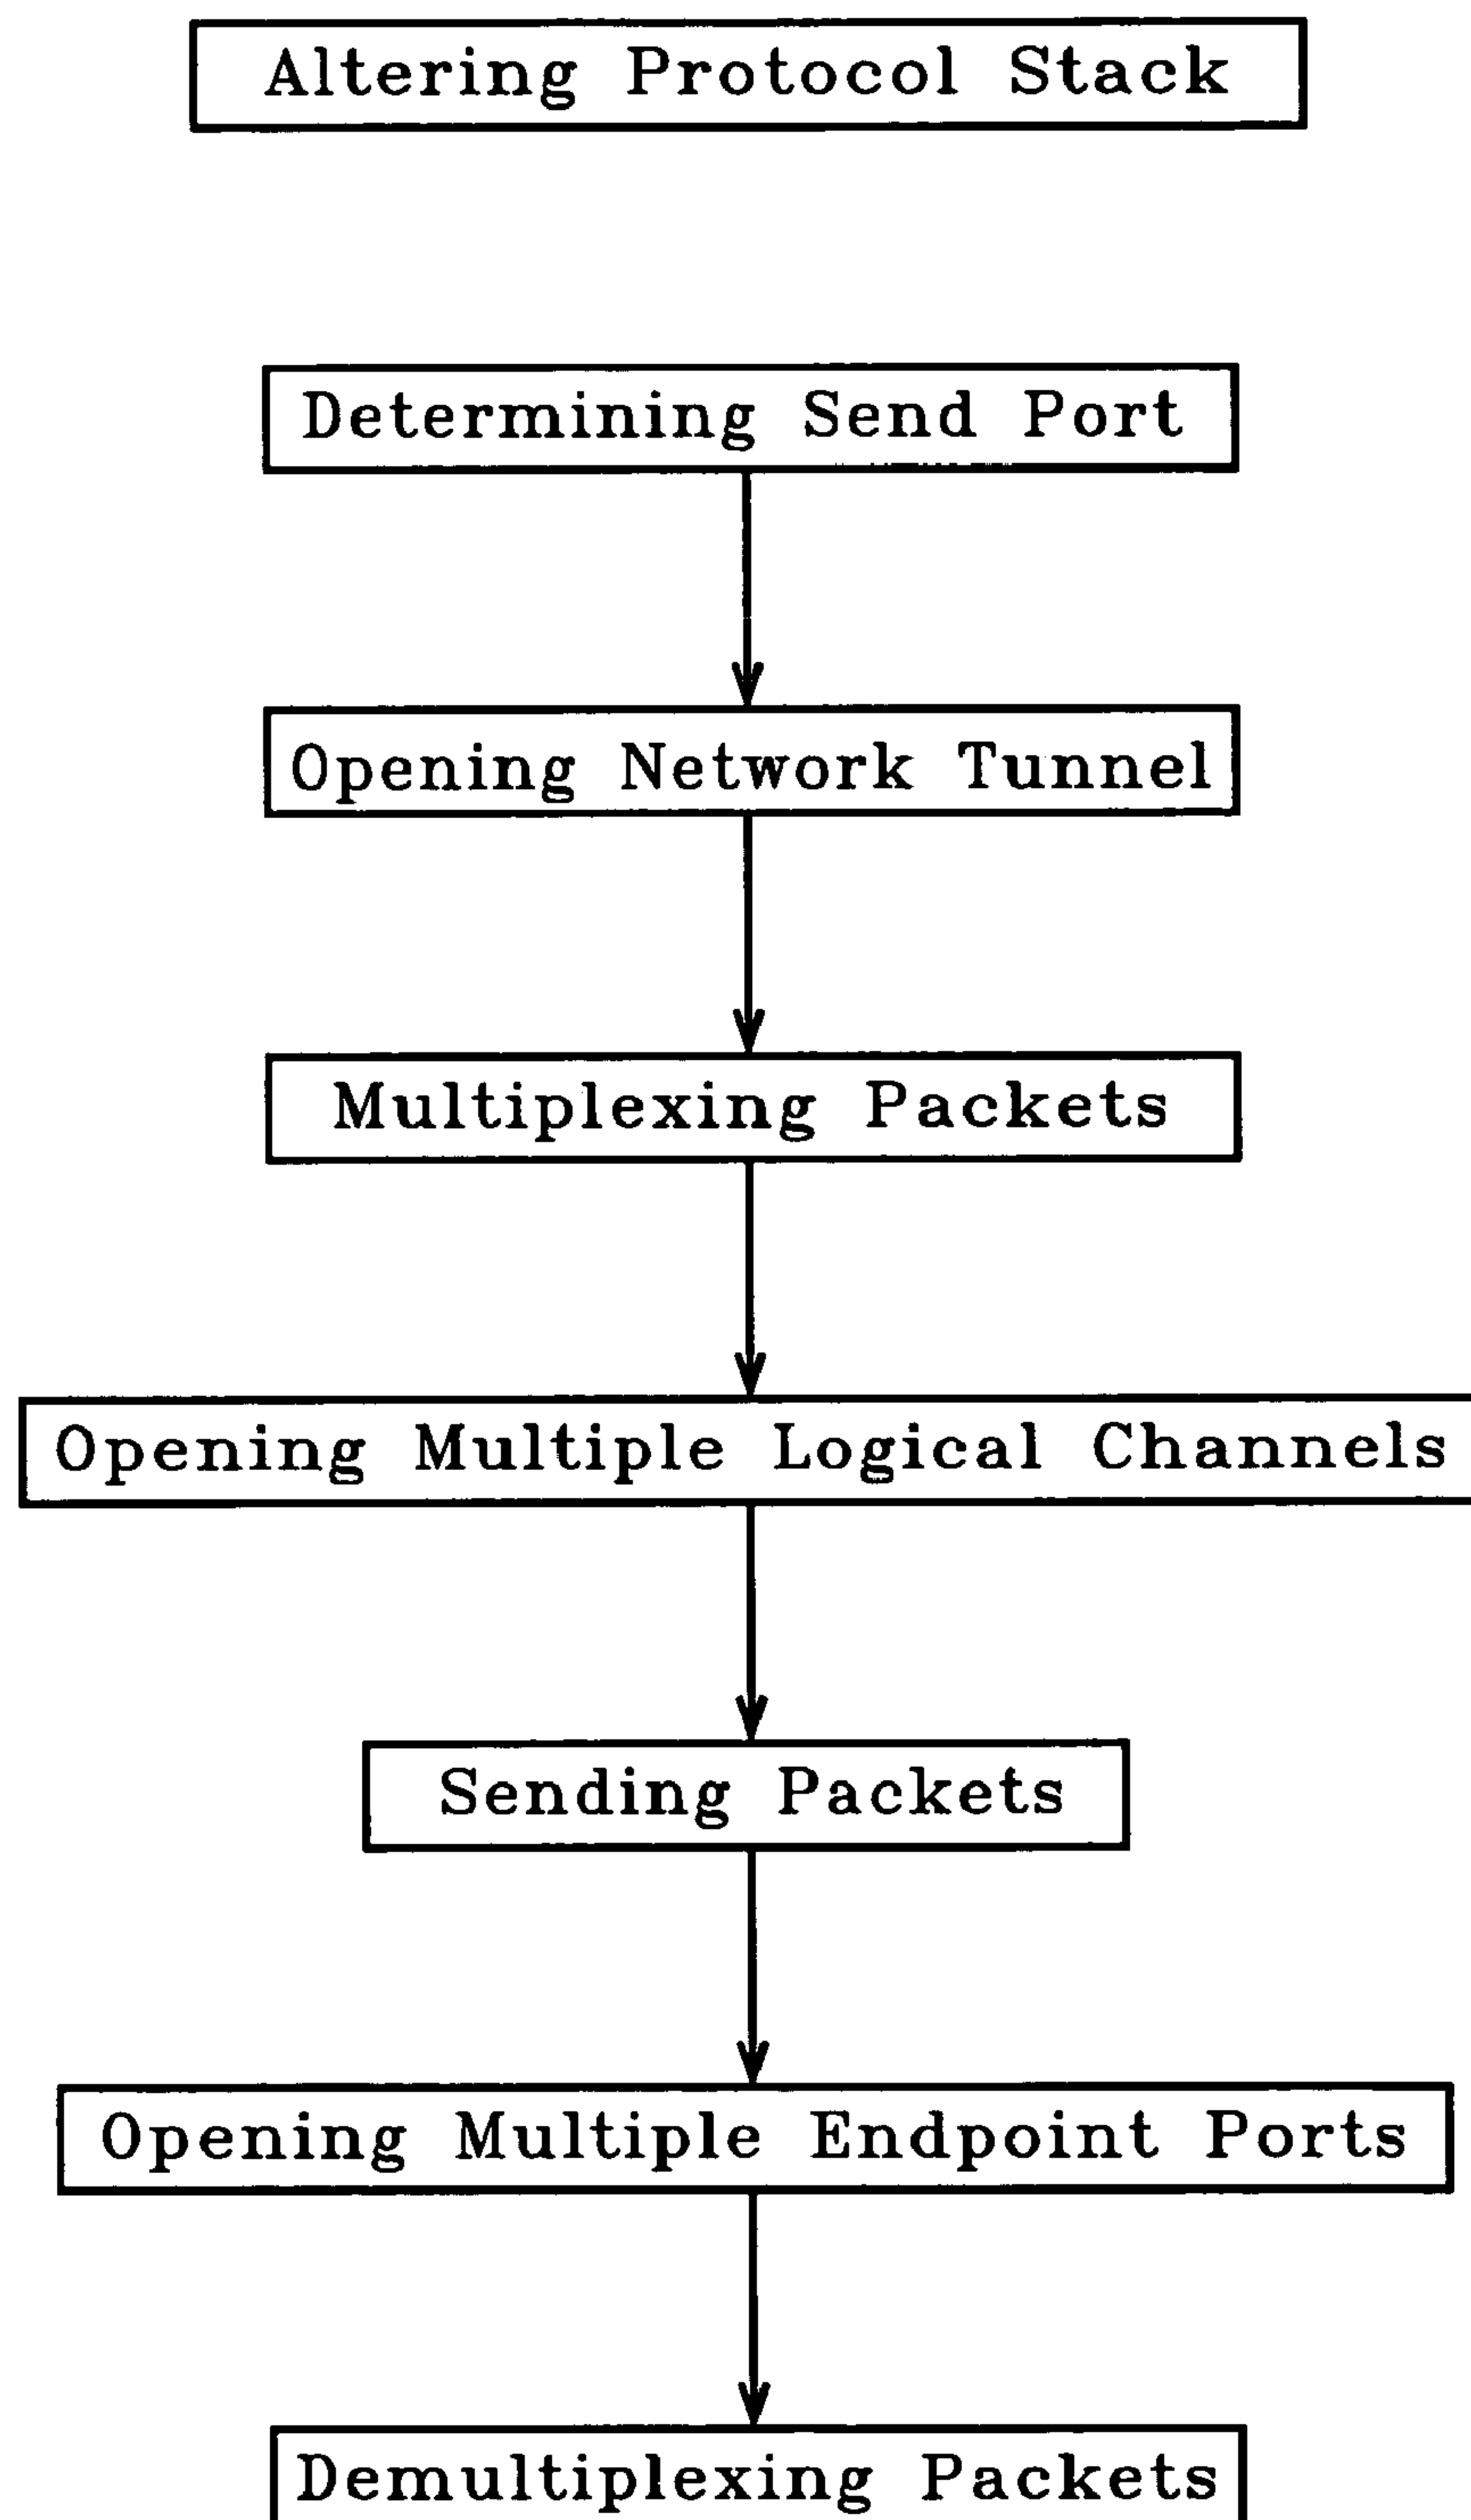 Altering Protocol Stack
Determining Send Port
Opening Network Tunnel
Multiplexing Packets
Opening Multiple Logical Channels
Sending Packets
Opening Multiple Endpoint Ports
Demultiplexing Packets